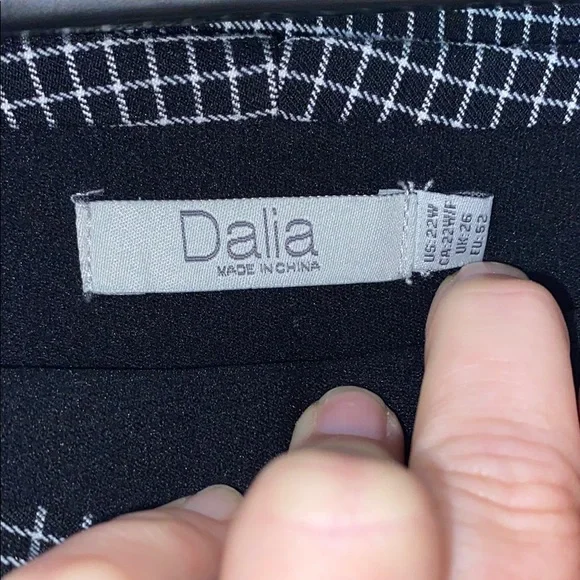 Dalia
MADE IN CHINA
US:22W
CA:22W/P
UK:26
EU:52